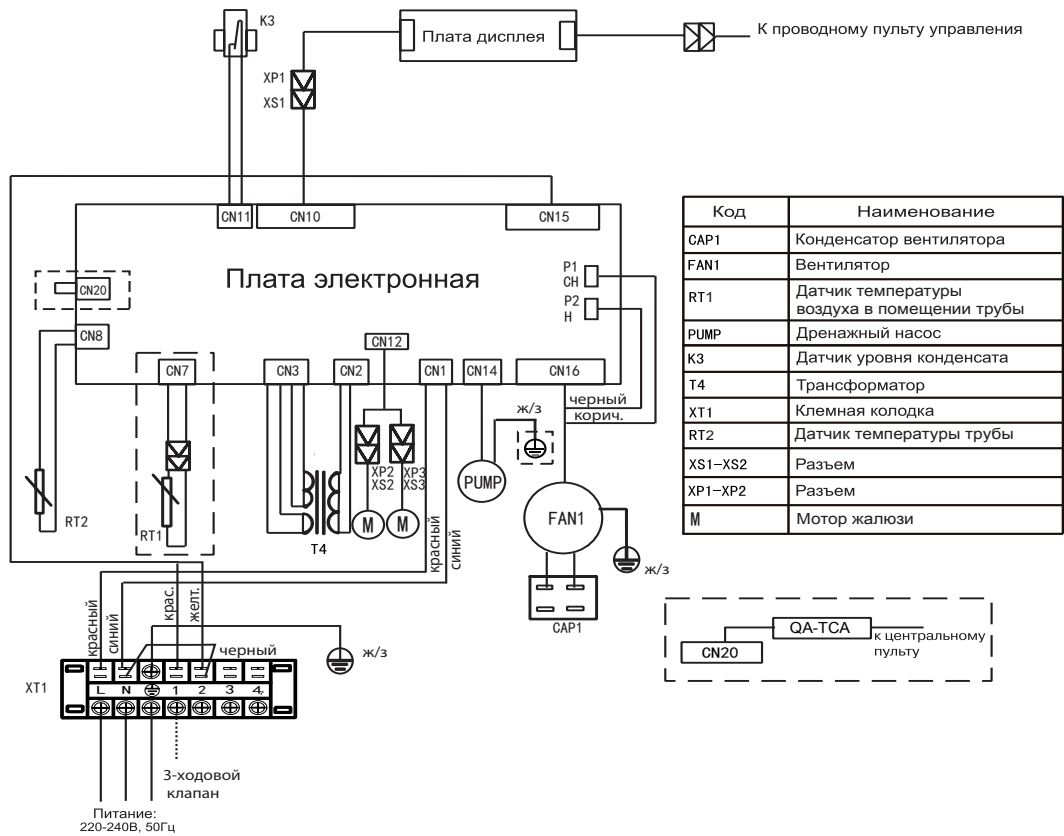 K3
Плата дисплея
К проводному пульту управления
XP1
XS1
CN11
CN10
CN15
Плата электронная
P1
CH
P2
H
CN20
CN8
CN12
CN7
CN3
CN2
CN1
CN14
CN16
черный
корич.
ж/з
XP2
XS2
XP3
XS3
PUMP
M
M
FAN1
RT2
RT1
T4
красный
синий
ж/з
CAP1
красный
синий
крас.
желт.
черный
ж/з
XT1
L N 1 2 3 4
3-ходовой
клапан
Питание:
220-240В, 50Гц
Код Наименование
CAP1 Конденсатор вентилятора
FAN1 Вентилятор
RT1 Датчик температуры
воздуха в помещении трубы
PUMP Дренажный насос
K3 Датчик уровня конденсата
T4 Трансформатор
XT1 Клемная колодка
RT2 Датчик температуры трубы
XS1-XS2 Разъем
XP1-XP2 Разъем
M Мотор жалюзи
QA-TCA
CN20
к центральному
пульту